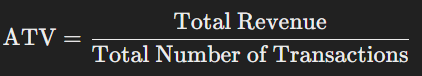 ATV = Total Revenue
Total Number of Transactions